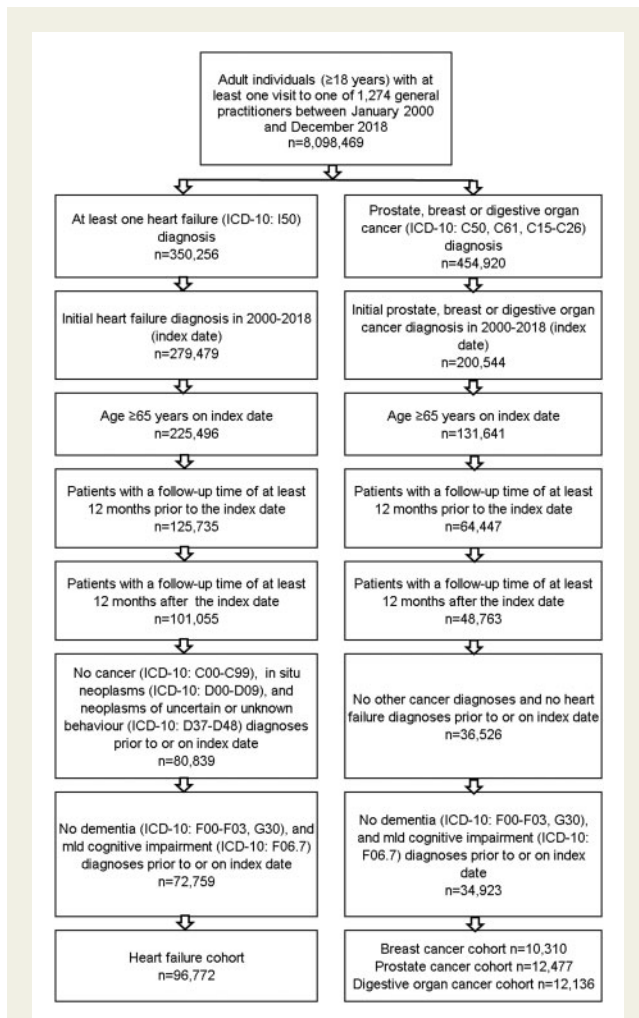 Adult individuals (≥18 years) with at
least one visit to one of 1,274 general
practitioners between January 2000
and December 2018
n=8,098,469
At least one heart failure (ICD-10: I50)
diagnosis
n=350,256
Prostate, breast or digestive organ
cancer (ICD-10: C50, C61, C15-C26)
diagnosis
n=454,920
Initial heart failure diagnosis in 2000-2018
(index date)
n=279,479
Initial prostate, breast or digestive organ
cancer diagnosis in 2000-2018 (index
date)
n=200,544
Age ≥65 years on index date
n=225,496
Age ≥65 years on index date
n=131,641
Patients with a follow-up time of at least
12 months prior to the index date
n=125,735
Patients with a follow-up time of at least
12 months prior to the index date
n=64,447
Patients with a follow-up time of at least
12 months after the index date
n=101,055
Patients with a follow-up time of at least
12 months after the index date
n=48,763
No cancer (ICD-10: C00-C99), in situ
neoplasms (ICD-10: D00-D09), and
neoplasms of uncertain or unknown
behaviour (ICD-10: D37-D48) diagnoses
prior to or on index date
n=80,839
No other cancer diagnoses and no heart
failure diagnoses prior to or on index date
n=36,526
No dementia (ICD-10: F00-F03, G30), and
mld cognitive impairment (ICD-10: F06.7)
diagnoses prior to or on index date
n=72,759
No dementia (ICD-10: F00-F03, G30),
and mld cognitive impairment (ICD-10:
F06.7) diagnoses prior to or on index
date
n=34,923
Heart failure cohort
n=96,772
Breast cancer cohort n=10,310
Prostate cancer cohort n=12,477
Digestive organ cancer cohort n=12,136